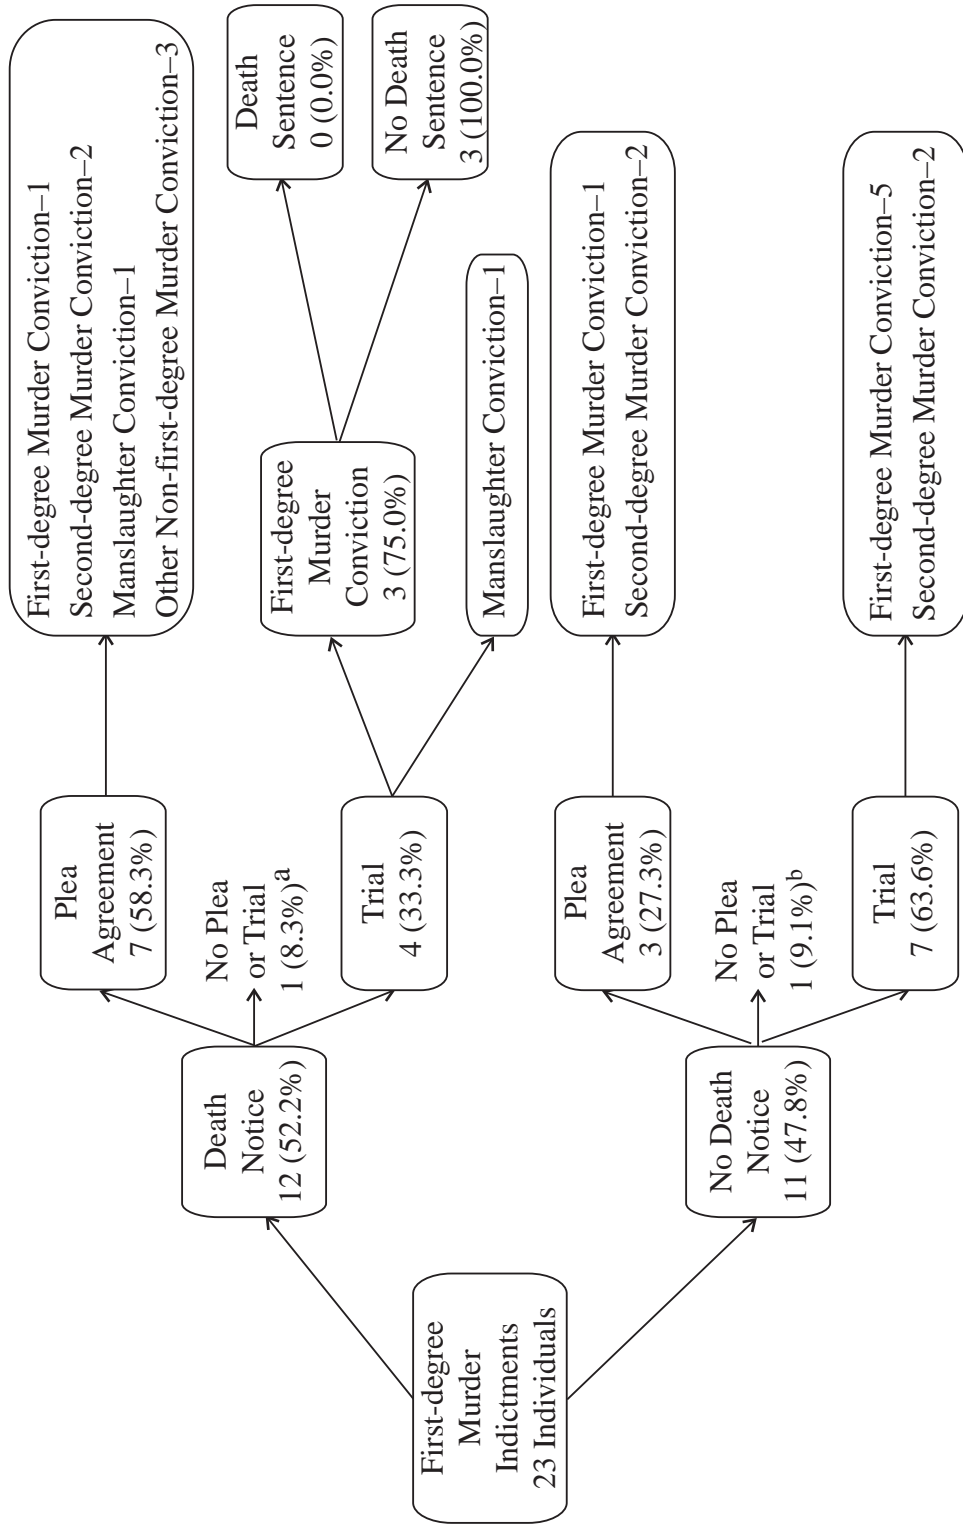 First-degree
Murder
Indictments
23 Individuals
Death
Notice
12 (52.2%)
No Death
Notice
11 (47.8%)
Plea
Agreement
7 (58.3%)
No Plea
or Trial
1 (8.3%)a
Trial
4 (33.3%)
Plea
Agreement
3 (27.3%)
No Plea
or Trial
1 (9.1%)b
Trial
7 (63.6%)
First-degree Murder Conviction–1
Second-degree Murder Conviction–2
Manslaughter Conviction–1
Other Non-first-degree Murder Conviction–3
First-degree
Murder
Conviction
3 (75.0%)
Manslaughter Conviction–1
Death
Sentence
0 (0.0%)
No Death
Sentence
3 (100.0%)
First-degree Murder Conviction–1
Second-degree Murder Conviction–2
First-degree Murder Conviction–5
Second-degree Murder Conviction–2